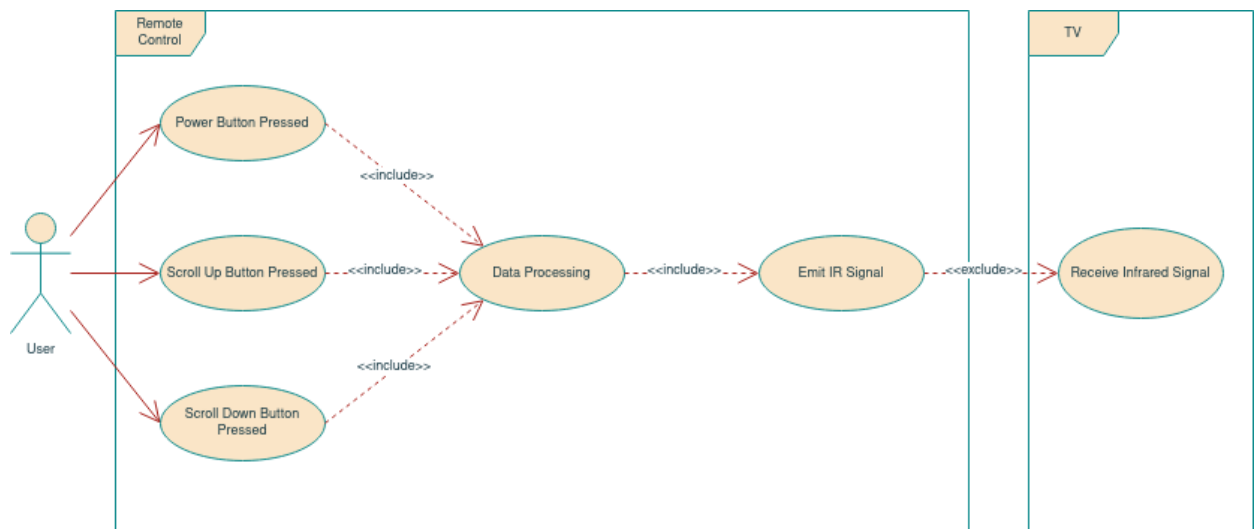 Remote
Control
TV
Power Button Pressed
<<include>>
Scroll Up Button Pressed
<<include>>
Data Processing
<<include>>
Emit IR Signal
<<exclude>>
Receive Infrared Signal
User
<<include>>
Scroll Down Button
Pressed